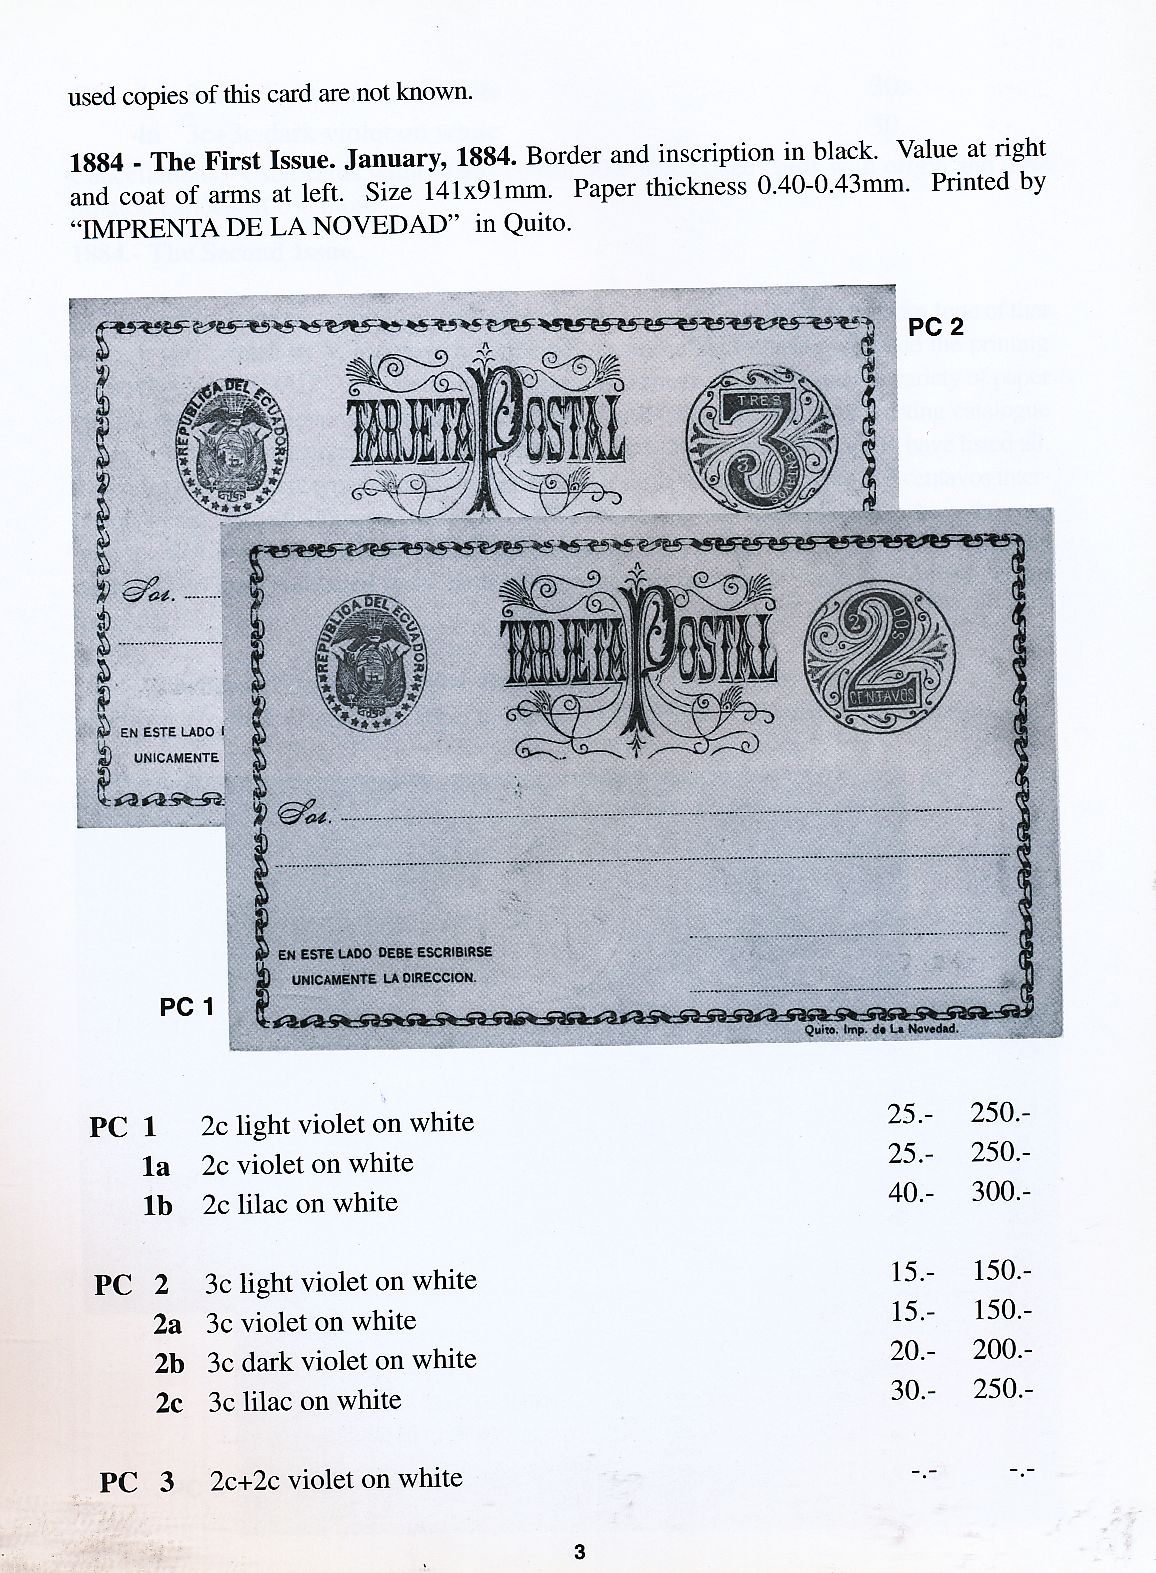 used copies of this card are not known.
1884 - The First Issue. January, 1884. Border and inscription in black. Value at right
and coat of arms at left. Size 141x91mm. Paper thickness 0.40-0.43mm. Printed by
“IMPRENTA DE LA NOVEDAD” in Quito.
PC 2
REPUBLICA DEL ECUADOR
TARJETA POSTAL
TRES
3
3
CENTAVOS
Sor.
EN ESTE LADO
UNICAMENTE
REPUBLICA DEL ECUADOR
TARJETA POSTAL
2
DOS
2
CENTAVOS
Sor.
EN ESTE LADO DEBE ESCRIBIRSE
UNICAMENTE LA DIRECCION.
Quito. Imp. de La Novedad.
PC 1
PC 1 2c light violet on white 25.- 250.-
1a 2c violet on white 25.- 250.-
1b 2c lilac on white 40.- 300.-
PC 2 3c light violet on white 15.- 150.-
2a 3c violet on white 15.- 150.-
2b 3c dark violet on white 20.- 200.-
2c 3c lilac on white 30.- 250.-
PC 3 2c+2c violet on white -.- -.-
3